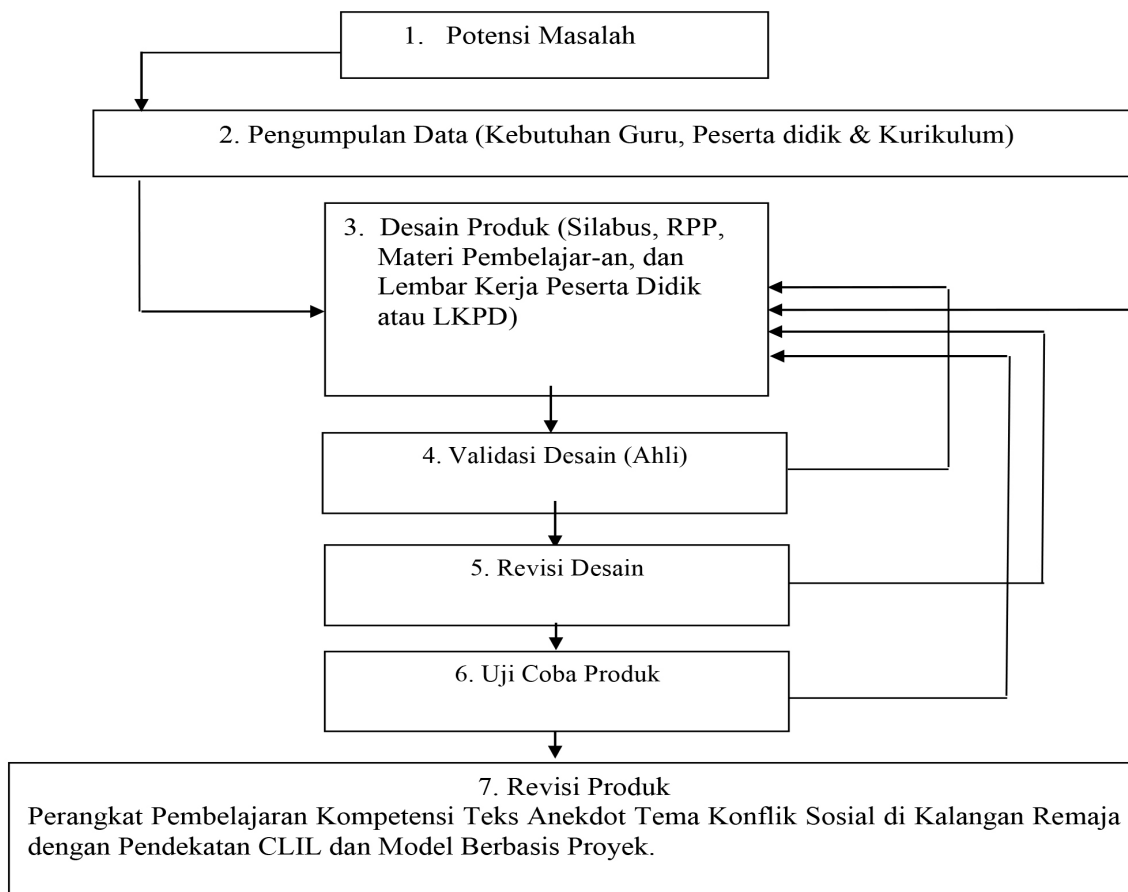 1. Potensi Masalah
2. Pengumpulan Data (Kebutuhan Guru, Peserta didik & Kurikulum)
3. Desain Produk (Silabus, RPP,
Materi Pembelajar-an, dan
Lembar Kerja Peserta Didik
atau LKPD)
4. Validasi Desain (Ahli)
5. Revisi Desain
6. Uji Coba Produk
7. Revisi Produk
Perangkat Pembelajaran Kompetensi Teks Anekdot Tema Konflik Sosial di Kalangan Remaja
dengan Pendekatan CLIL dan Model Berbasis Proyek.